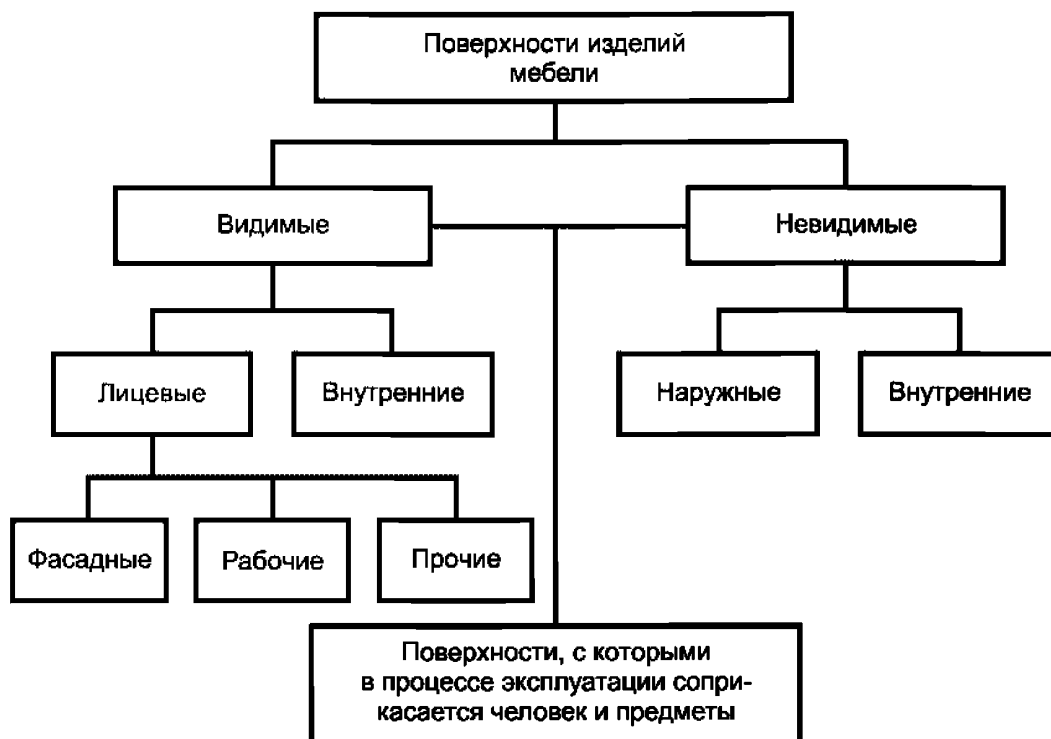 Поверхности изделий
мебели
Видимые
Невидимые
Лицевые
Внутренние
Наружные
Внутренние
Фасадные
Рабочие
Прочие
Поверхности, с которыми
в процессе эксплуатации сопри-
касается человек и предметы